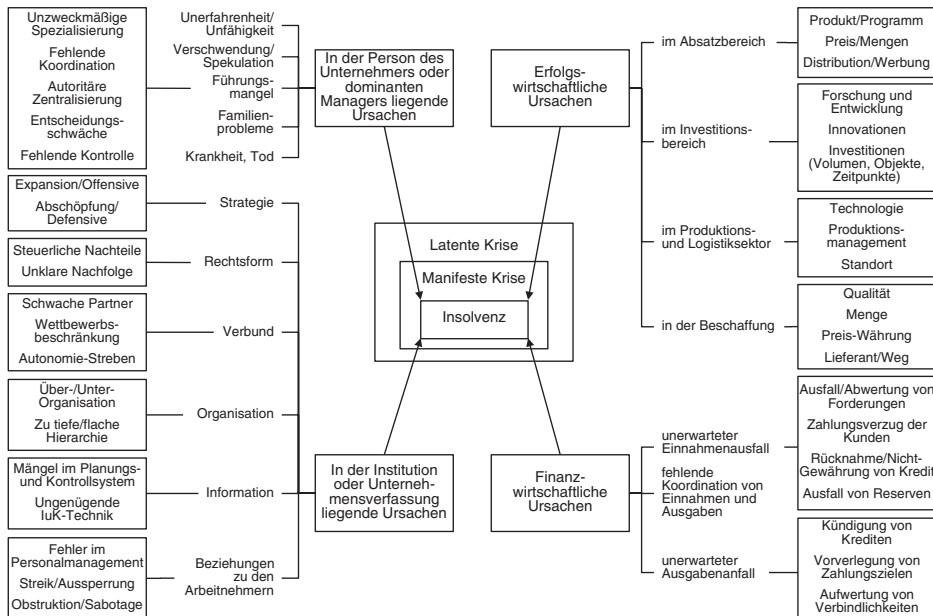 Unzweckmäßige
Spezialisierung
Fehlende
Koordination
Autoritäre
Zentralisierung
Entscheidungs-
schwäche
Fehlende Kontrolle
Unerfahrenheit/
Unfähigkeit
Verschwendung/
Spekulation
Führungs-
mangel
Familien-
probleme
Krankheit, Tod
In der Person des
Unternehmers oder
dominanten
Managers liegende
Ursachen
Expansion/Offensive
Abschöpfung/
Defensive
Strategie
Steuerliche Nachteile
Unklare Nachfolge
Rechtsform
Schwache Partner
Wettbewerbs-
beschränkung
Autonomie-Streben
Verbund
Über-/Unter-
Organisation
Zu tiefe/flache
Hierarchie
Organisation
Mängel im Planungs-
und Kontrollsystem
Ungenügende
IuK-Technik
Information
Fehler im
Personalmanagement
Streik/Aussperrung
Obstruktion/Sabotage
Beziehungen
zu den
Arbeitnehmern
In der Institution
oder Unterneh-
mensverfassung
liegende Ursachen
Latente Krise
Manifeste Krise
Insolvenz
Erfolgs-
wirtschaftliche
Ursachen
im Absatzbereich
Produkt/Programm
Preis/Mengen
Distribution/Werbung
im Investitions-
bereich
Forschung und
Entwicklung
Innovationen
Investitionen
(Volumen, Objekte,
Zeitpunkte)
im Produktions-
und Logistiksektor
Technologie
Produktions-
management
Standort
in der Beschaffung
Qualität
Menge
Preis-Währung
Lieferant/Weg
Finanz-
wirtschaftliche
Ursachen
unerwarteter
Einnahmenausfall
fehlende
Koordination von
Einnahmen und
Ausgaben
unerwarteter
Ausgabenanfall
Ausfall/Abwertung von
Forderungen
Zahlungsverzug der
Kunden
Rücknahme/Nicht-
Gewährung von Kredit
Ausfall von Reserven
Kündigung von
Krediten
Vorverlegung von
Zahlungszielen
Aufwertung von
Verbindlichkeiten